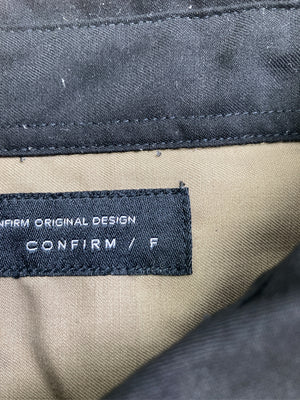 NFIRM ORIGINAL DESIGN
CONFIRM / F